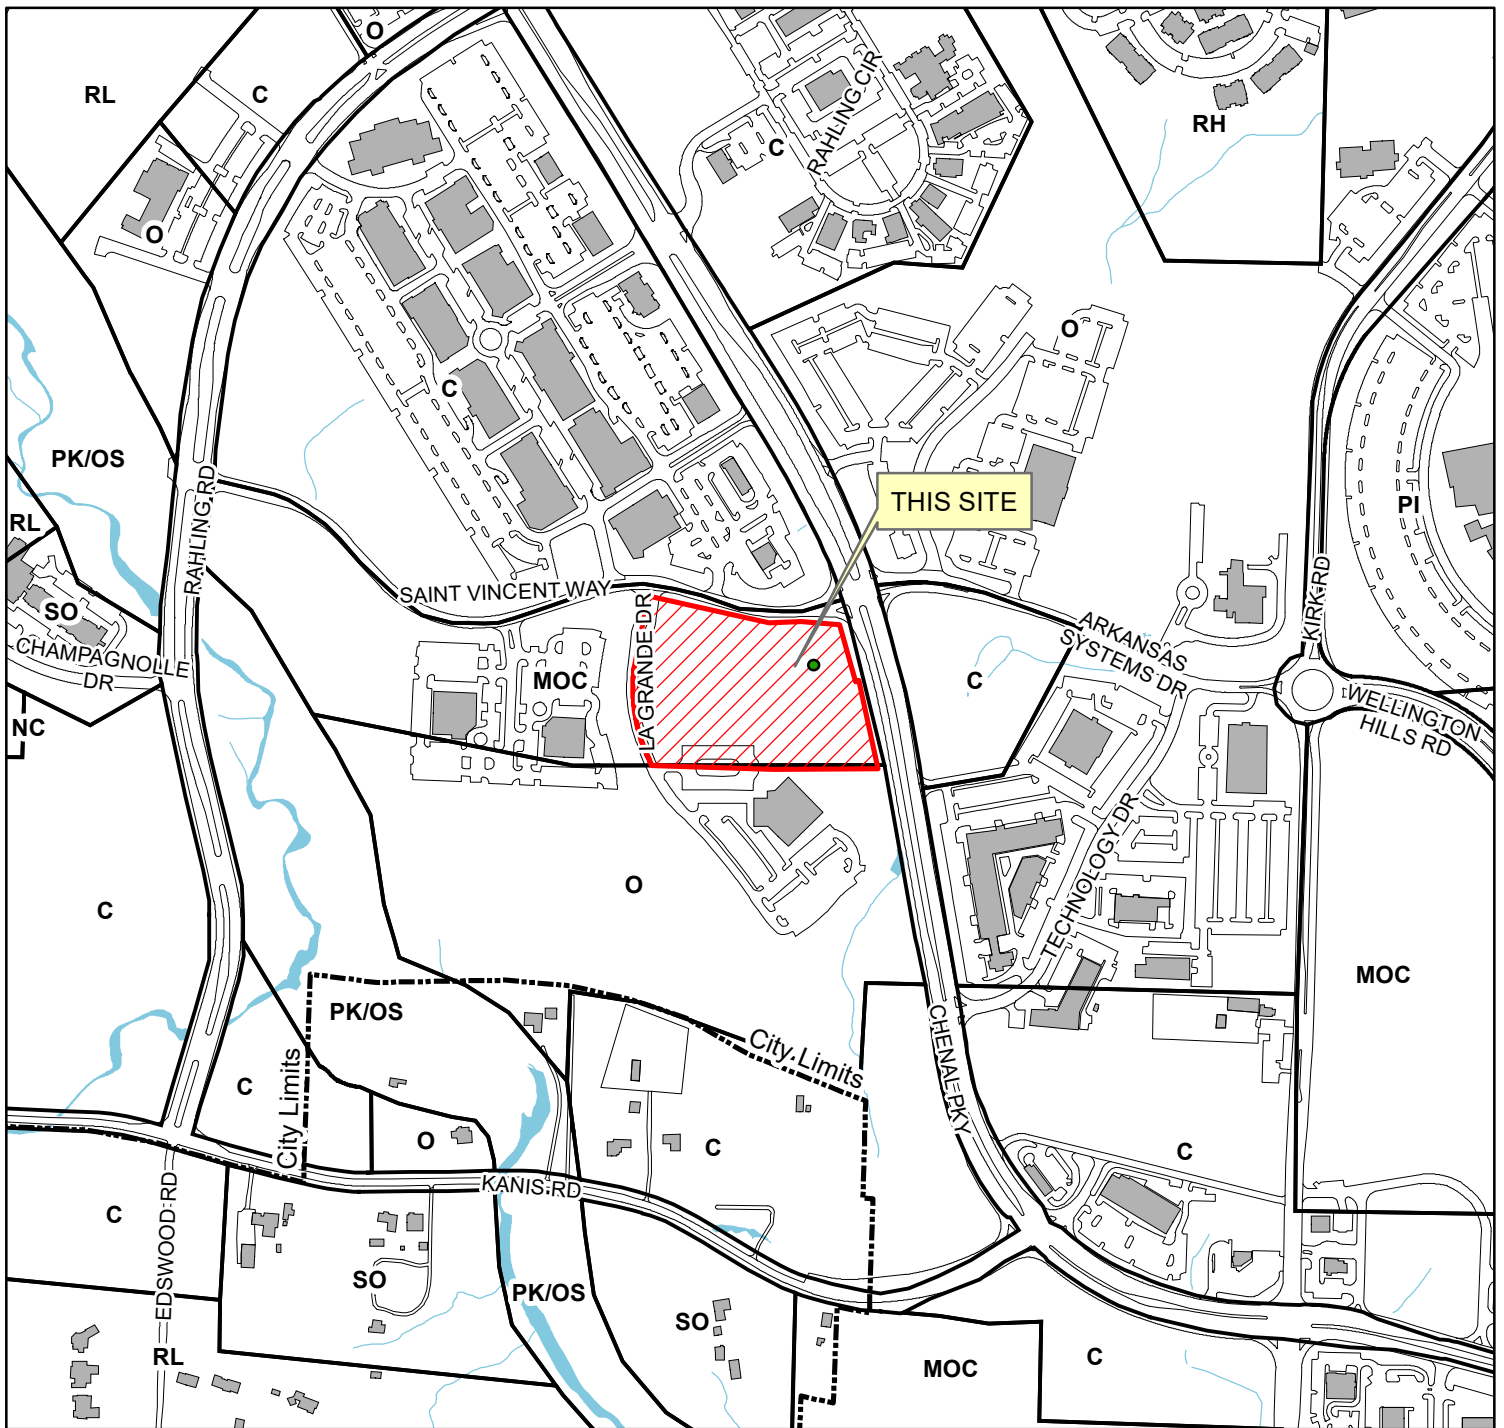 O
RL
C
RAHLING CIR
C
RH
O
O
C
PK/OS
THIS SITE
PI
RL
RAHLING RD
SAINT VINCENT WAY
SO
CHAMPAGNOLLE
DR
LA GRANDE DR
MOC
ARKANSAS
SYSTEMS DR
KIRK RD
C
WELLINGTON
HILLS RD
NC
TECHNOLOGY DR
O
C
MOC
PK/OS
City Limits
City Limits
CHENAL PKY
C
O
C
C
KANIS RD
C
EDSWOOD RD
SO
PK/OS
SO
RL
MOC
C